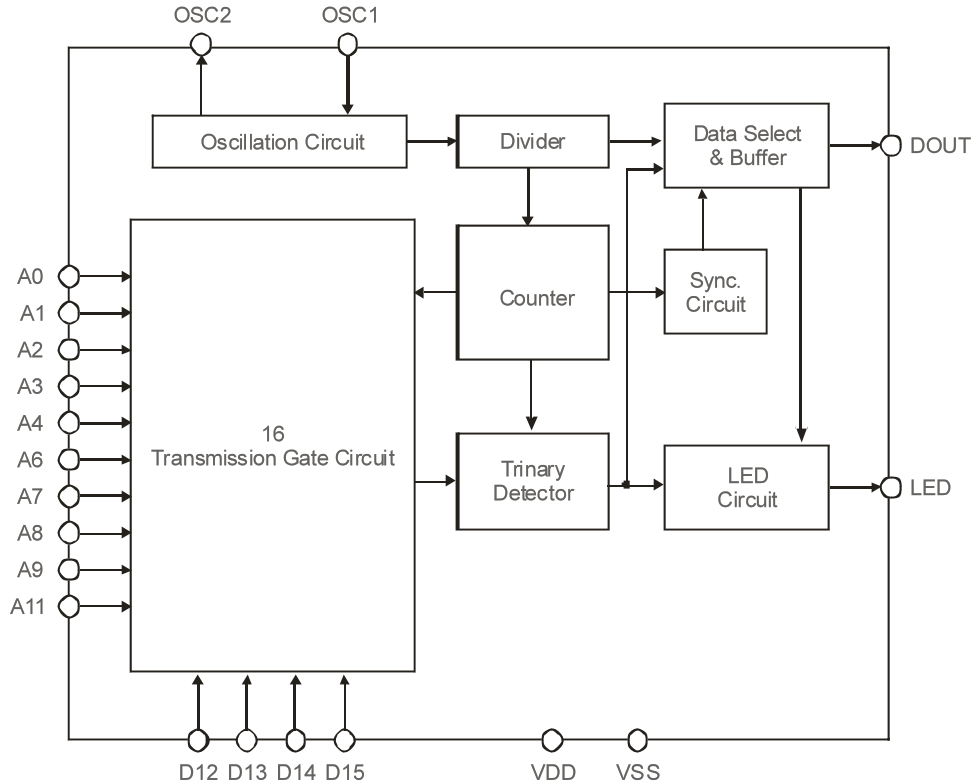 OSC2
OSC1
Oscillation Circuit
Divider
Data Select
& Buffer
DOUT
A0
A1
A2
A3
A4
A6
A7
A8
A9
A11
16
Transmission Gate Circuit
Counter
Sync.
Circuit
Trinary
Detector
LED
Circuit
LED
D12
D13
D14
D15
VDD
VSS